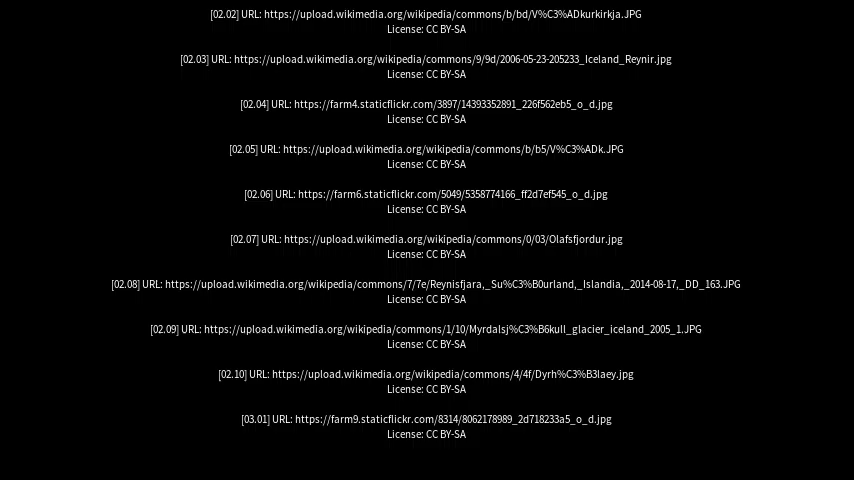 [02.02] URL: https://upload.wikimedia.org/wikipedia/commons/b/bd/V%C3%ADkurkirkja.JPG
License: CC BY-SA
[02.03] URL: https://upload.wikimedia.org/wikipedia/commons/9/9d/2006-05-23-205233_Iceland_Reynir.jpg
License: CC BY-SA
[02.04] URL: https://farm4.staticflickr.com/3897/14393352891_226f562eb5_o_d.jpg
License: CC BY-SA
[02.05] URL: https://upload.wikimedia.org/wikipedia/commons/b/b5/V%C3%ADk.JPG
License: CC BY-SA
[02.06] URL: https://farm6.staticflickr.com/5049/5358774166_ff2d7ef545_o_d.jpg
License: CC BY-SA
[02.07] URL: https://upload.wikimedia.org/wikipedia/commons/0/03/Olafsfjordur.jpg
License: CC BY-SA
[02.08] URL: https://upload.wikimedia.org/wikipedia/commons/7/7e/Reynisfjara,_Su%C3%B0urland,_Islandia,_2014-08-17,_DD_163.JPG
License: CC BY-SA
[02.09] URL: https://upload.wikimedia.org/wikipedia/commons/1/10/Myrdalsj%C3%B6kull_glacier_iceland_2005_1.JPG
License: CC BY-SA
[02.10] URL: https://upload.wikimedia.org/wikipedia/commons/4/4f/Dyrh%C3%B3laey.jpg
License: CC BY-SA
[03.01] URL: https://farm9.staticflickr.com/8314/8062178989_2d718233a5_o_d.jpg
License: CC BY-SA